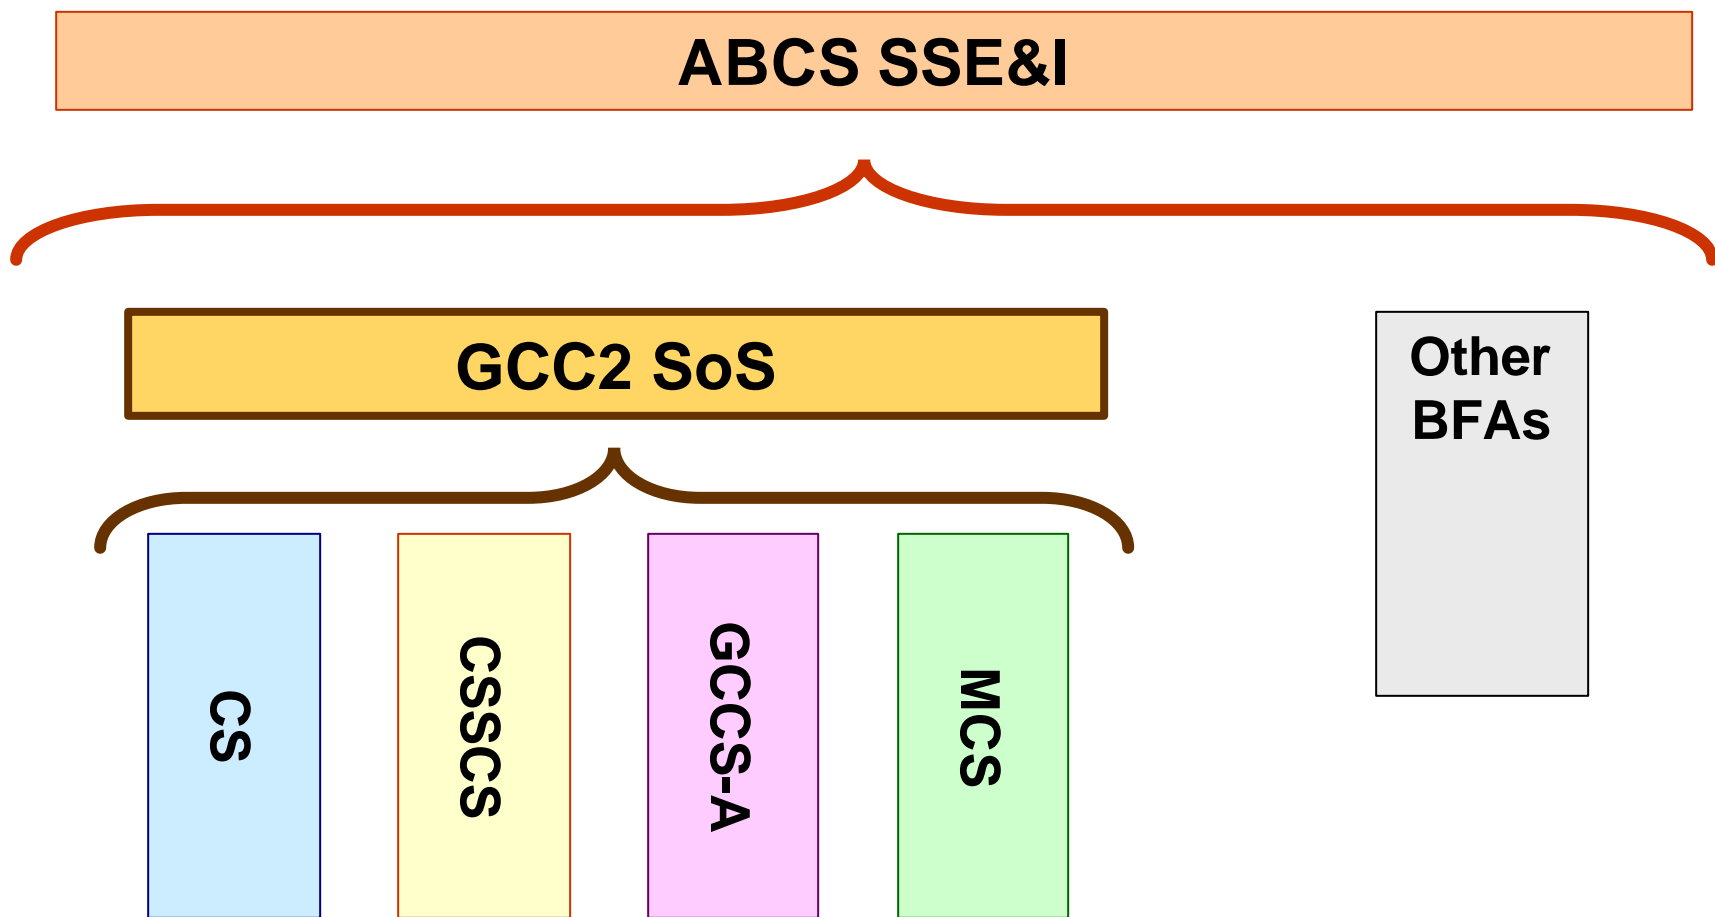 ABCS SSE&I
GCC2 SoS
Other
BFAs
CS
CSSCS
GCCS-A
MCS